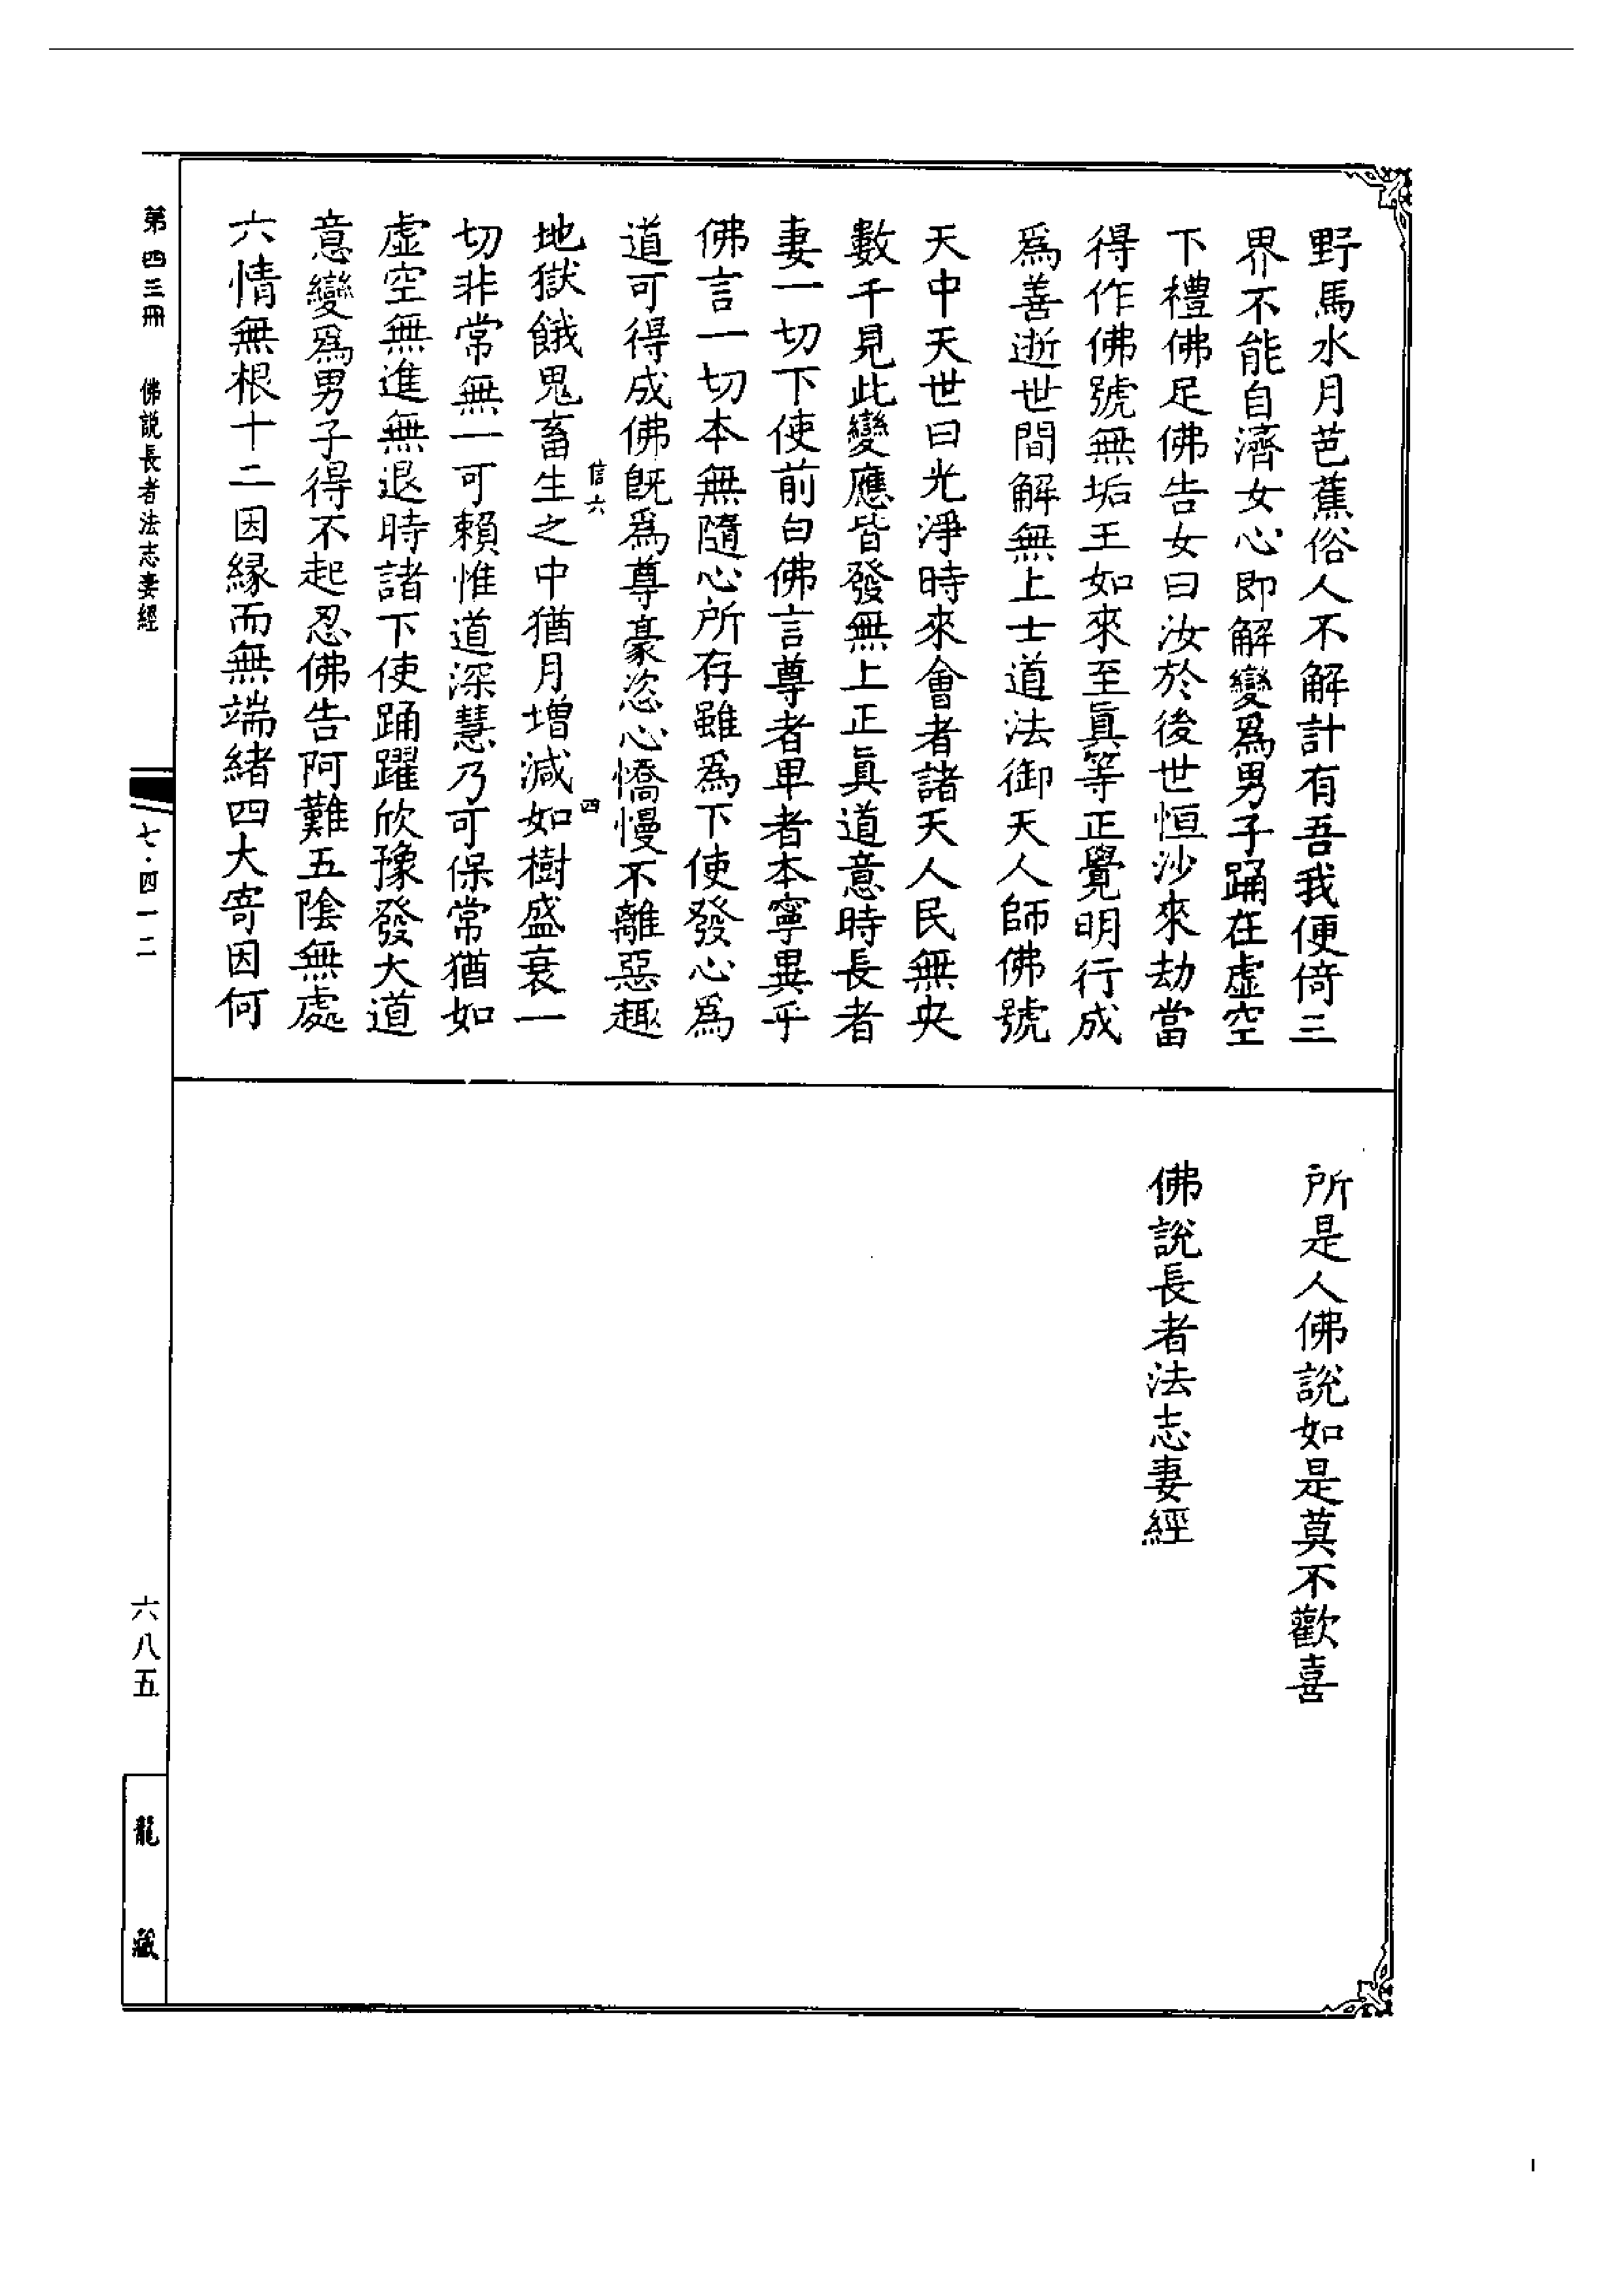 野馬水月芭蕉俗人不解計有吾我便倚三
界不能自濟女心即解變爲男子踊在虛空
下禮佛足佛告女曰汝於後世恒沙來劫當
得作佛號無垢王如來至眞等正覺明行成
爲善逝世間解無上士道法御天人師佛號
天中天世曰光淨時來會者諸天人民無央
數千見此變應皆發無上正眞道意時長者
妻一切下使前白佛言尊者卑者本寧異乎
佛言一切本無隨心所存雖爲下使發心爲
道可得成佛既爲尊豪恣心憍慢不離惡趣
信六
四
地獄餓鬼畜生之中猶月增減如樹盛衰一
切非常無一可賴惟道深慧乃可保常猶如
虛空無進無退時諸下使踊躍欣豫發大道
意變爲男子得不起忍佛告阿難五陰無處
六情無根十二因緣而無端緒四大寄因何
所是人佛說如是莫不歡喜
佛說長者法志妻經
第四三冊 佛說長者法志妻經
七·四一二
六八五
龍藏